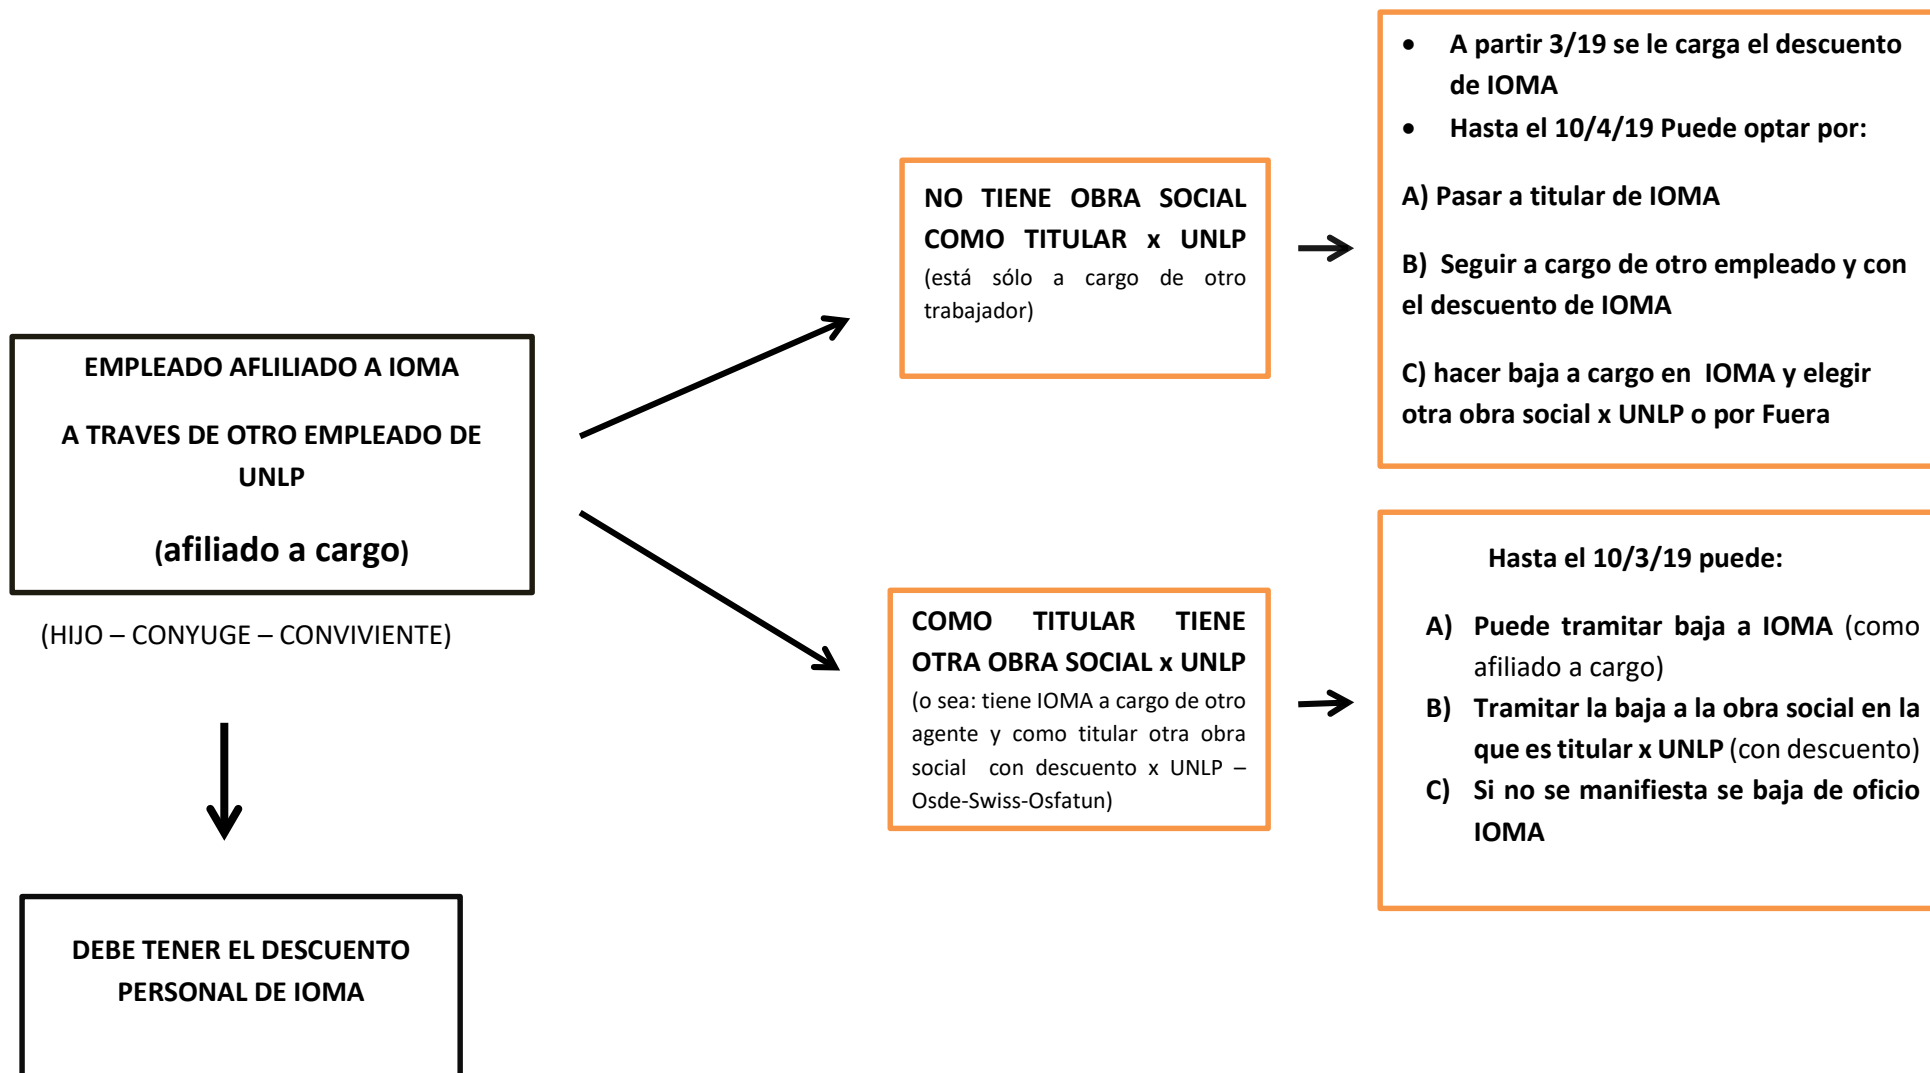 EMPLEADO AFLILIADO A IOMA
A TRAVES DE OTRO EMPLEADO DE
UNLP
(afiliado a cargo)
(HIJO – CONYUGE – CONVIVIENTE)
DEBE TENER EL DESCUENTO
PERSONAL DE IOMA
NO TIENE OBRA SOCIAL
COMO TITULAR x UNLP
(está sólo a cargo de otro
trabajador)
• A partir 3/19 se le carga el descuento
de IOMA
• Hasta el 10/4/19 Puede optar por:
A) Pasar a titular de IOMA
B) Seguir a cargo de otro empleado y con
el descuento de IOMA
C) hacer baja a cargo en IOMA y elegir
otra obra social x UNLP o por Fuera
COMO TITULAR TIENE
OTRA OBRA SOCIAL x UNLP
(o sea: tiene IOMA a cargo de otro
agente y como titular otra obra
social con descuento x UNLP –
Osde-Swiss-Osfatun)
Hasta el 10/3/19 puede:
A) Puede tramitar baja a IOMA (como
afiliado a cargo)
B) Tramitar la baja a la obra social en la
que es titular x UNLP (con descuento)
C) Si no se manifiesta se baja de oficio
IOMA